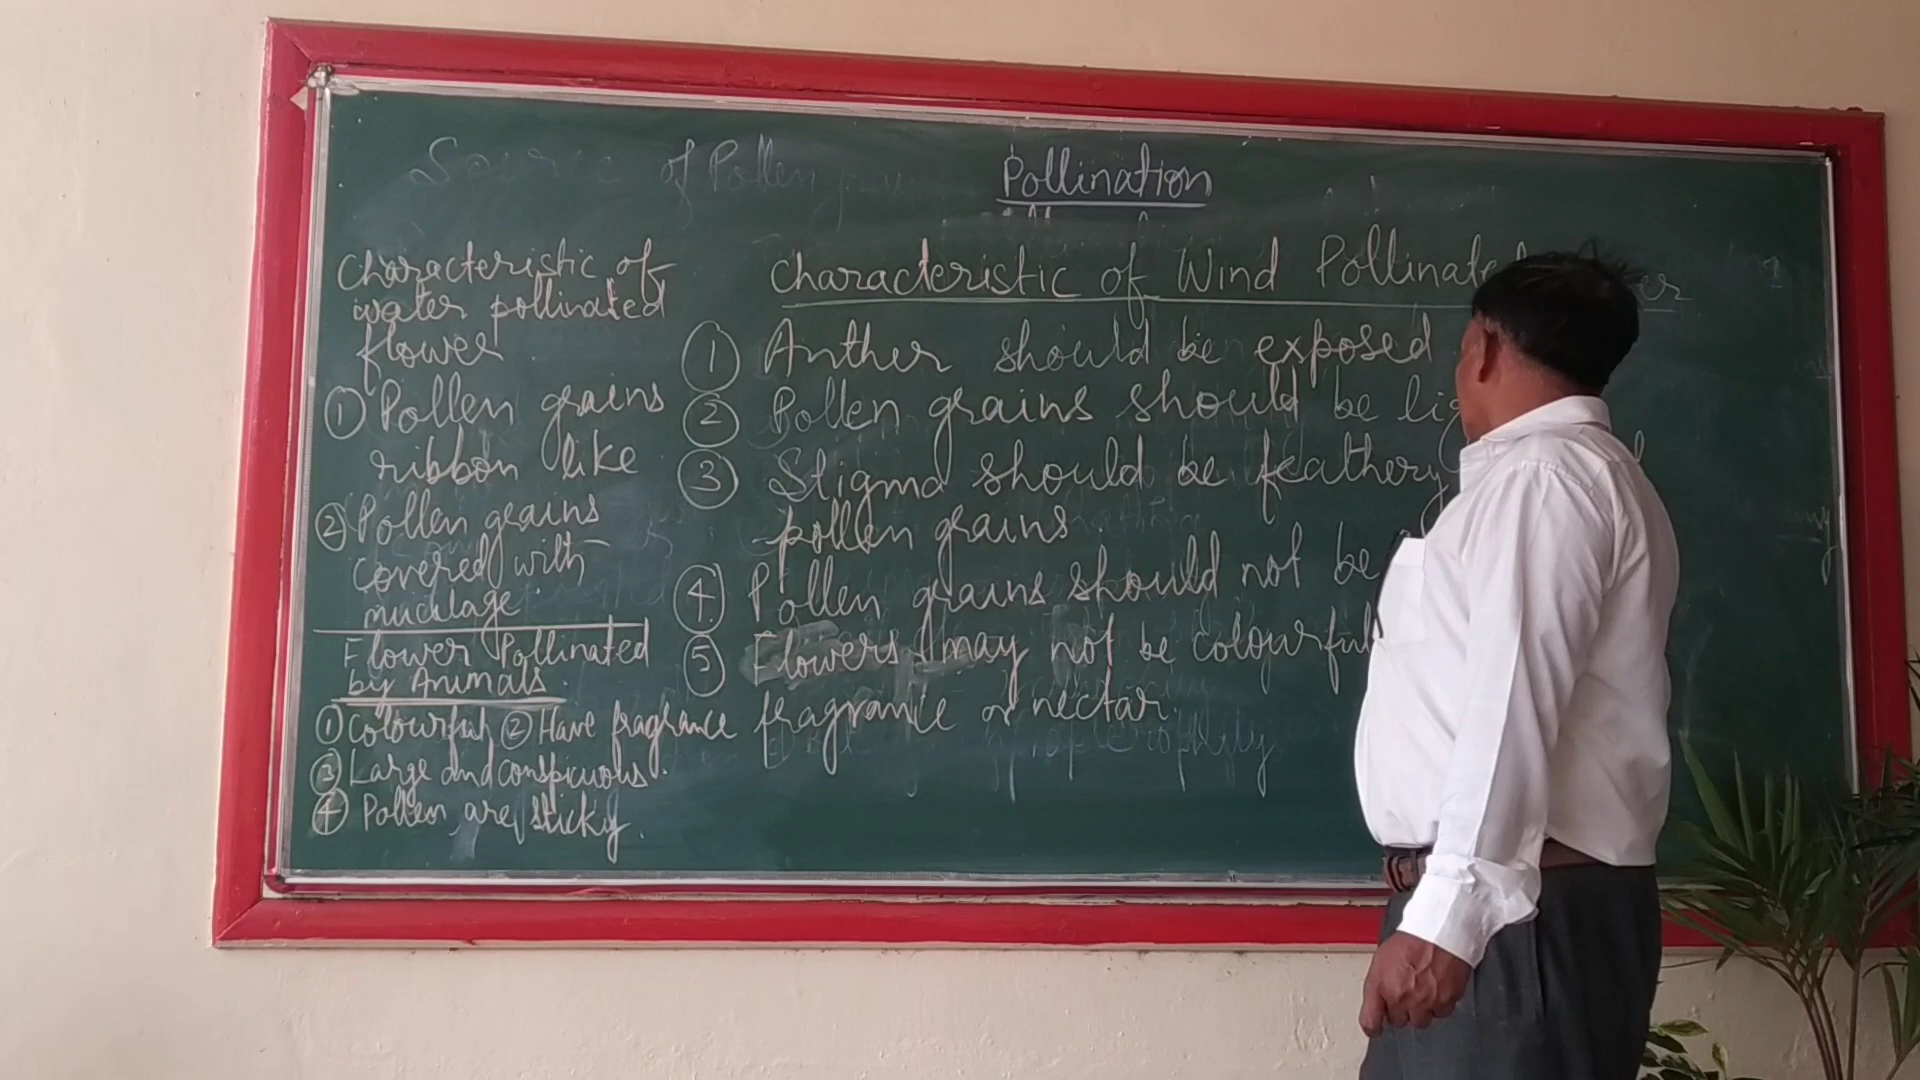 Source of Pollen
Pollination
Characteristic of
water pollinated
flower
① Pollen grains
ribbon like
② Pollen grains
covered with
mucilage
Flower Pollinated
by Animals
① Colourful ② Have fragrance
③ Large and conspicuous.
④ Pollen are sticky.
Characteristic of Wind Pollinated
① Anther should be exposed
② Pollen grains should be
③ Stigma should be feathery
pollen grains.
④ Pollen grains should not be
⑤ Flowers may not be colourful
fragrance or nectar.